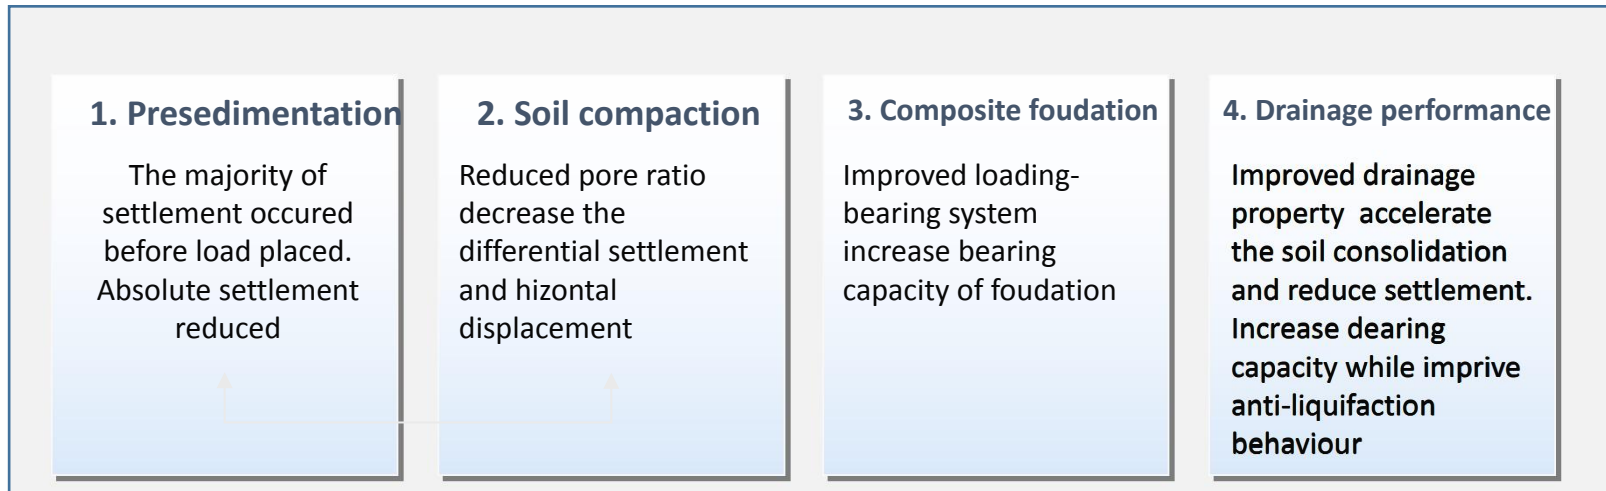 1. Presedimentation
The majority of
settlement occured
before load placed.
Absolute settlement
reduced
2. Soil compaction
Reduced pore ratio
decrease the
differential settlement
and hizontal
displacement
3. Composite foudation
Improved loading-
bearing system
increase bearing
capacity of foudation
4. Drainage performance
Improved drainage
property  accelerate
the soil consolidation
and reduce settlement.
Increase dearing
capacity while imprive
anti-liquifaction
behaviour